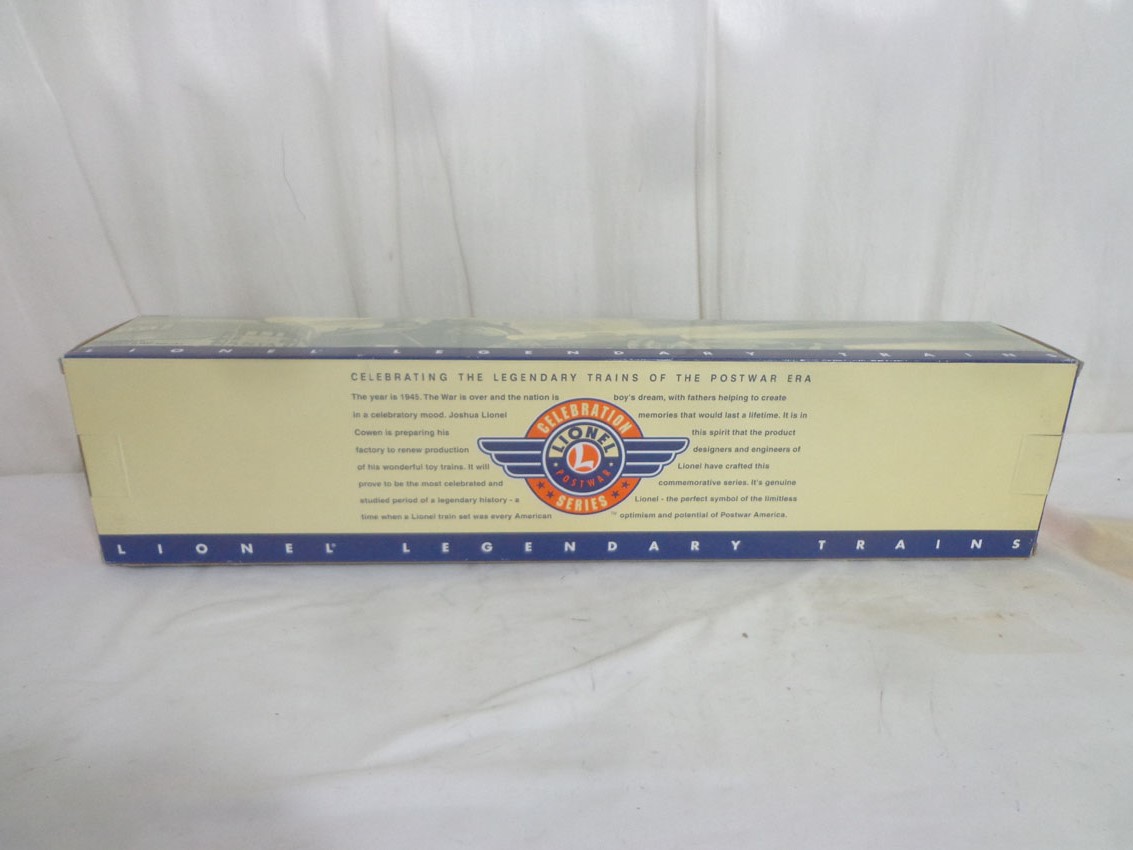 LIONEL LEGENDARY TRAINS
CELEBRATING THE LEGENDARY TRAINS OF THE POSTWAR ERA
The year is 1945. The War is over and the nation is
in a celebratory mood. Joshua Lionel
Cowen is preparing his
factory to renew production
of his wonderful toy trains. It will
prove to be the most celebrated and
studied period of a legendary history - a
time when a Lionel train set was every American
CELEBRATION
LIONEL
L
POSTWAR
SERIES
™
boy's dream, with fathers helping to create
memories that would last a lifetime. It is in
this spirit that the product
designers and engineers of
Lionel have crafted this
commemorative series. It's genuine
Lionel - the perfect symbol of the limitless
optimism and potential of Postwar America.
LIONEL® LEGENDARY TRAINS